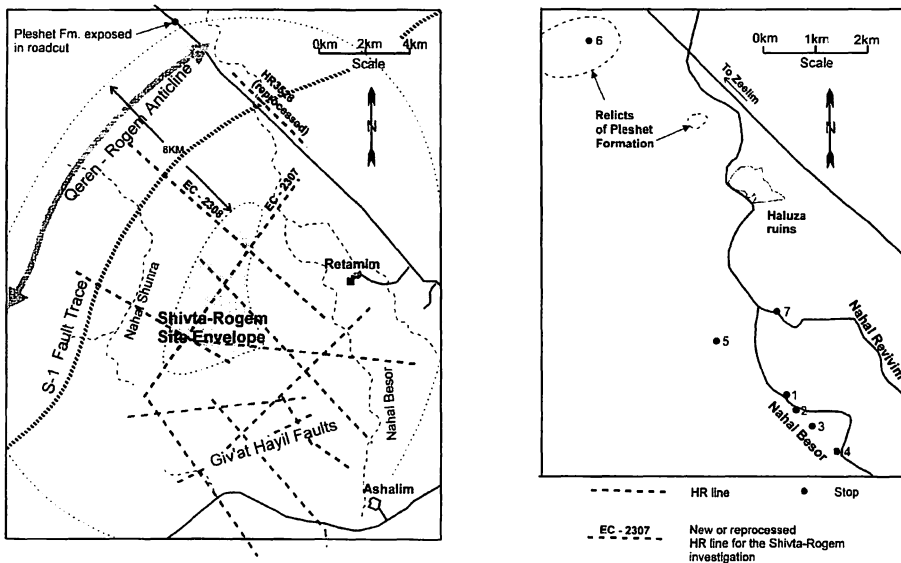 Pleshet Fm. exposed
in roadcut
0km 2km 4km
Scale
N
HR3528
(reprocessed)
Qeren - Rogem Anticline
8KM
EC - 2308
EC - 2307
Retamim
Nahal Shunra
Shivta-Rogem
Site Envelope
S-1 Fault Trace
Nahal Besor
Giv'at Hayil Faults
Ashalim
6
0km 1km 2km
Scale
To Zeelim
N
Relicts
of Pleshet
Formation
Haluza
ruins
7
Nahal Revivim
5
1
2
3
Nahal Besor
4
HR line
Stop
EC - 2307
New or reprocessed
HR line for the Shivta-Rogem
investigation